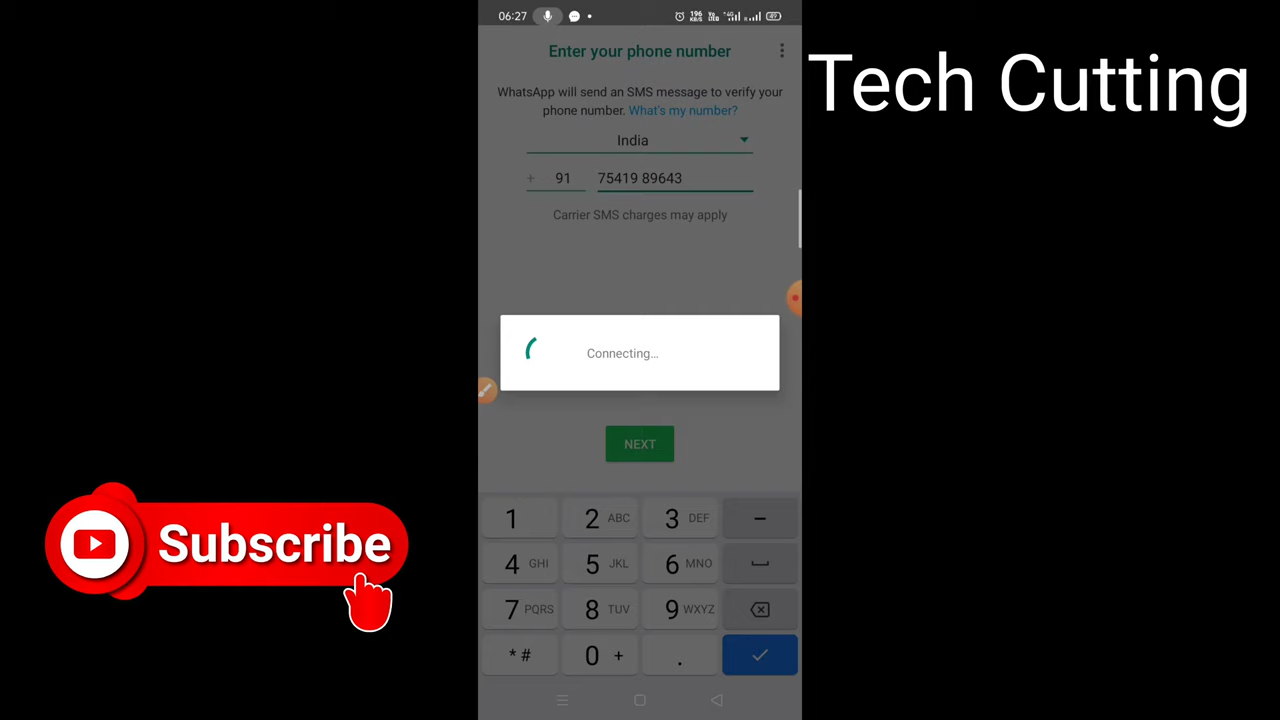 06:27
196
KB/S
Enter your phone number
Tech Cutting
WhatsApp will send an SMS message to verify your
phone number. What's my number?
India
+ 91 75419 89643
Carrier SMS charges may apply
Connecting...
NEXT
Subscribe
1 2 ABC 3 DEF –
4 GHI 5 JKL 6 MNO
7 PQRS 8 TUV 9 WXYZ
* # 0 + .